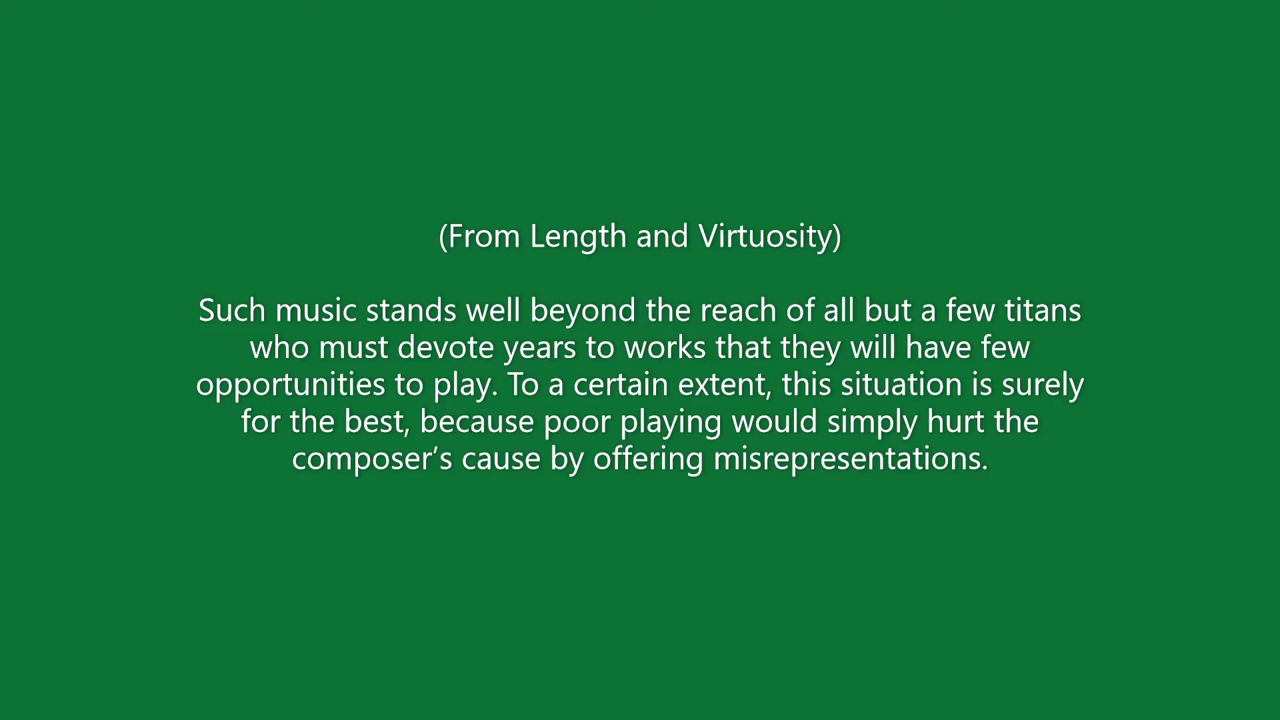 (From Length and Virtuosity)
Such music stands well beyond the reach of all but a few titans
who must devote years to works that they will have few
opportunities to play. To a certain extent, this situation is surely
for the best, because poor playing would simply hurt the
composer’s cause by offering misrepresentations.